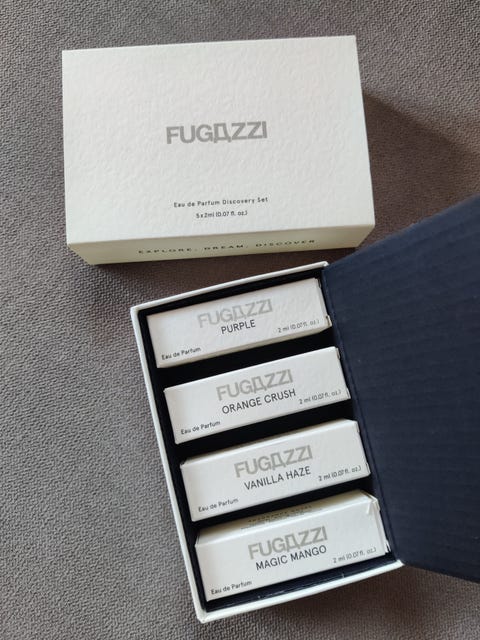 FUGAZZI
Eau de Parfum Discovery Set
5x2ml (0.07 fl. oz.)
EXPLORE. DREAM. DISCOVER
FUGAZZI
PURPLE
Eau de Parfum
2 ml (0.07 fl. oz.)
FUGAZZI
ORANGE CRUSH
Eau de Parfum
2 ml (0.07 fl. oz.)
FUGAZZI
VANILLA HAZE
Eau de Parfum
2 ml (0.07 fl. oz.)
FUGAZZI
MAGIC MANGO
Eau de Parfum
2 ml (0.07 fl. oz.)